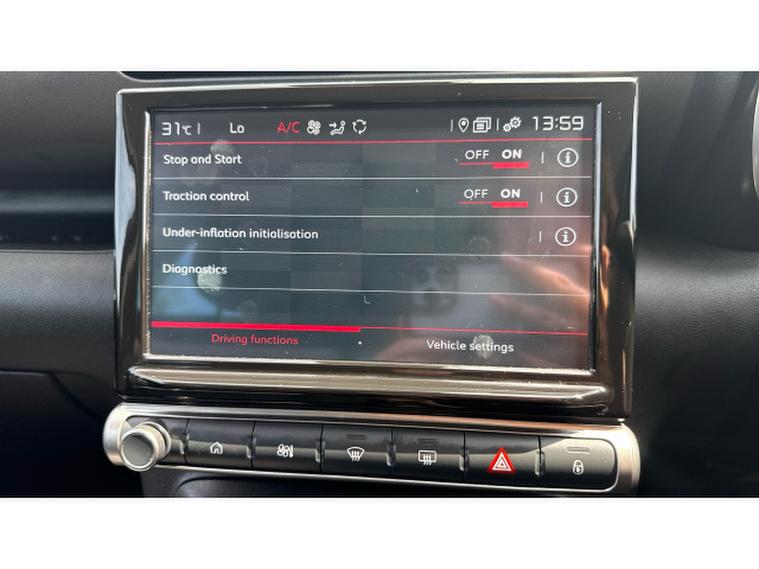 31°C Lo A/C 13:59
Stop and Start OFF ON i
Traction control OFF ON i
Under-inflation initialisation i
Diagnostics
Driving functions Vehicle settings